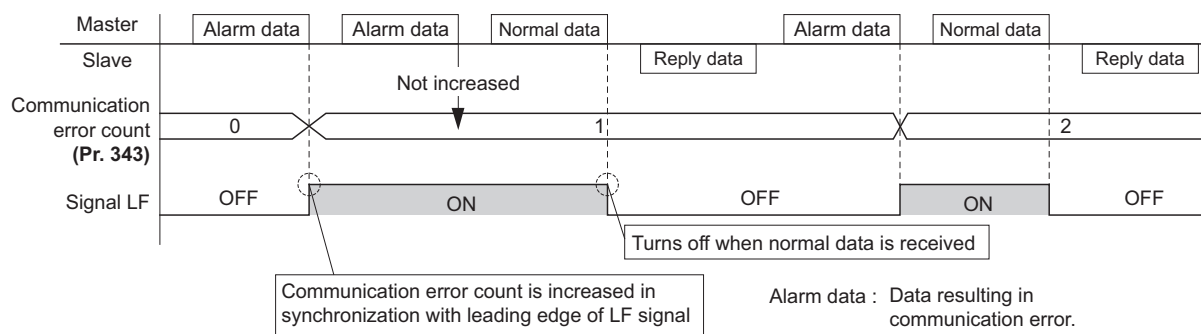 Master
Alarm data
Alarm data
Normal data
Alarm data
Normal data
Slave
Reply data
Reply data
Not increased
Communication
error count
(Pr. 343)
0
1
2
Signal LF
OFF
ON
OFF
ON
OFF
Turns off when normal data is received
Communication error count is increased in
synchronization with leading edge of LF signal
Alarm data : Data resulting in
communication error.